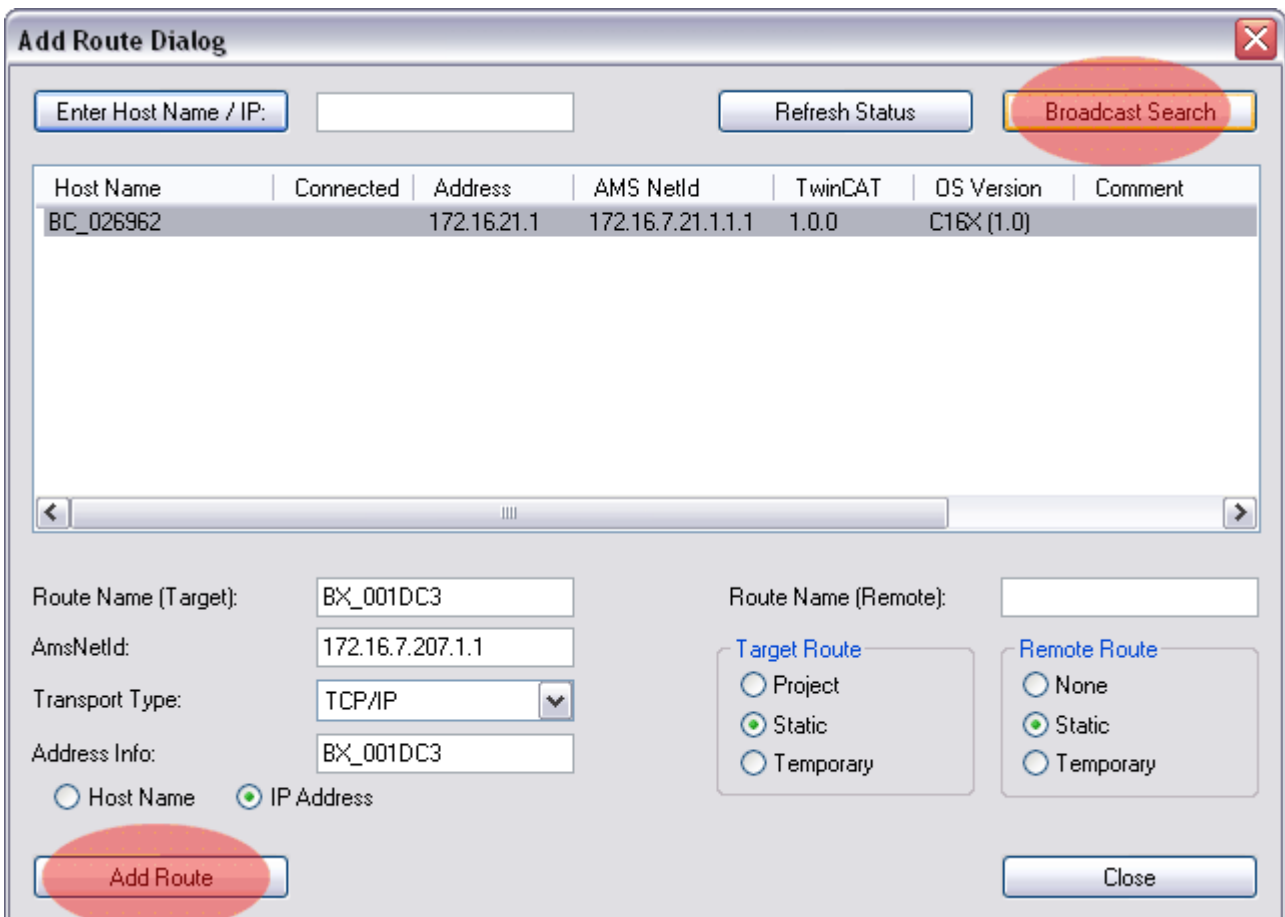 Add Route Dialog
Enter Host Name / IP: Refresh Status Broadcast Search
Host Name Connected Address AMS NetId TwinCAT OS Version Comment
BC_026962 172.16.21.1 172.16.7.21.1.1.1 1.0.0 C16X (1.0)
Route Name (Target): BX_001DC3 Route Name (Remote):
AmsNetId: 172.16.7.207.1.1 Target Route Remote Route
Project None
Transport Type: TCP/IP
Static Static
Address Info: BX_001DC3
Temporary Temporary
Host Name IP Address
Add Route Close